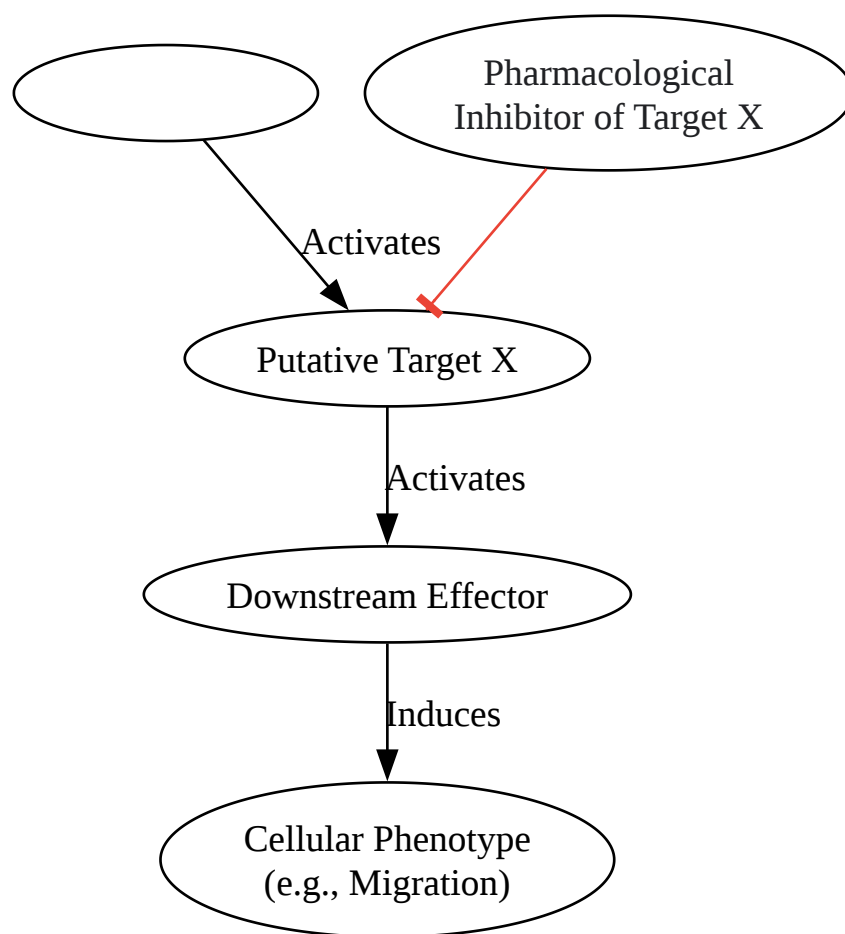 Pharmacological
Inhibitor of Target X
Activates
Putative Target X
Activates
Downstream Effector
Induces
Cellular Phenotype
(e.g., Migration)